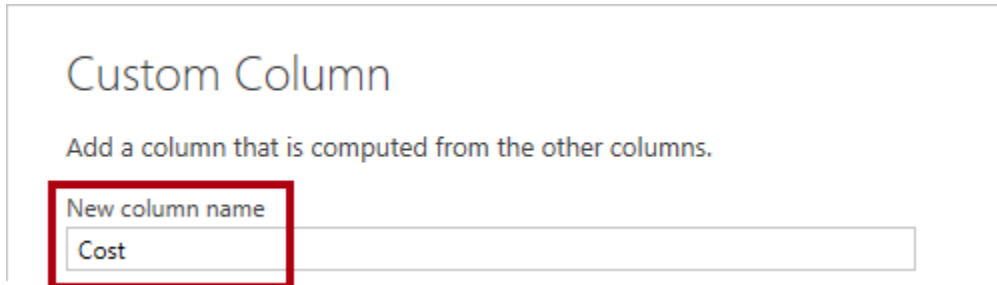 Custom Column
Add a column that is computed from the other columns.
New column name
Cost